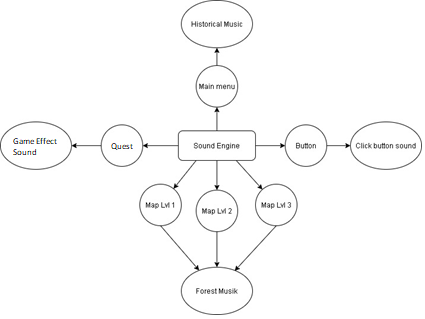 Historical Music
Main menu
Game Effect
Sound
Quest
Sound Engine
Button
Click button sound
Map Lvl 1
Map Lvl 2
Map Lvl 3
Forest Musik